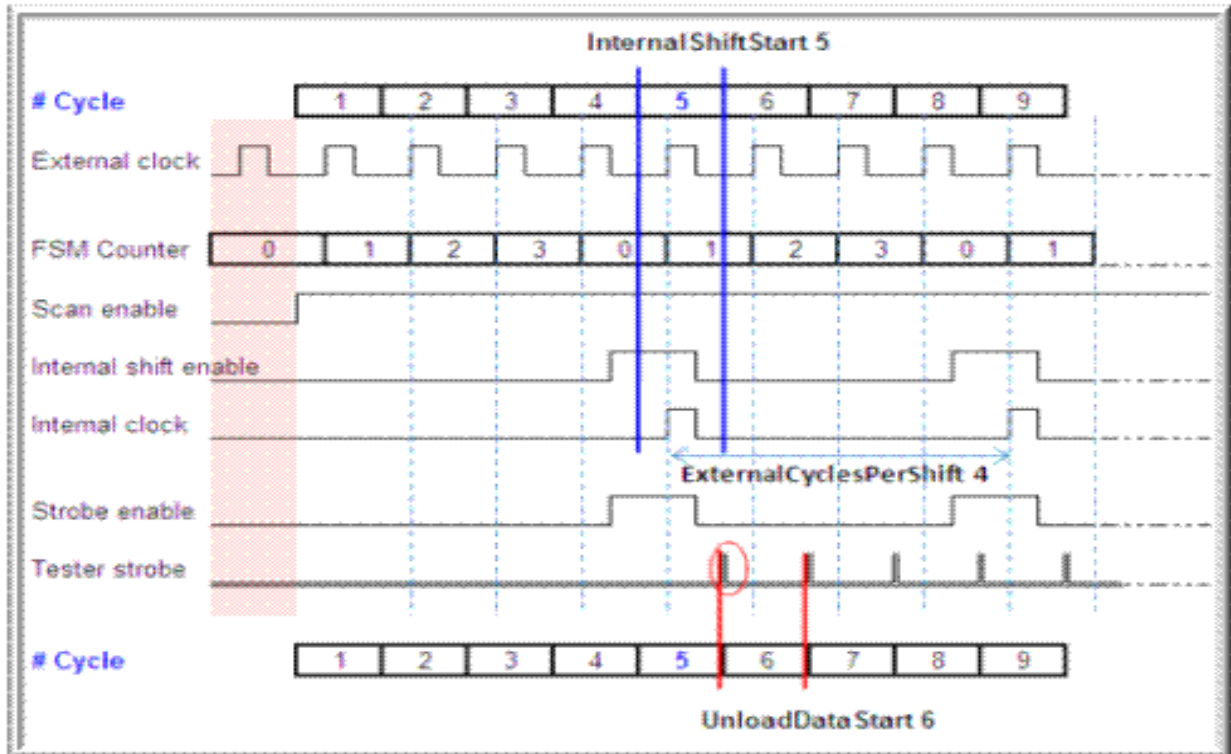 InternalShiftStart 5
# Cycle 1 2 3 4 5 6 7 8 9
External clock
FSM Counter 0 1 2 3 0 1 2 3 0 1
Scan enable
Internal shift enable
Internal clock
ExternalCyclesPerShift 4
Strobe enable
Tester strobe
# Cycle 1 2 3 4 5 6 7 8 9
UnloadDataStart 6